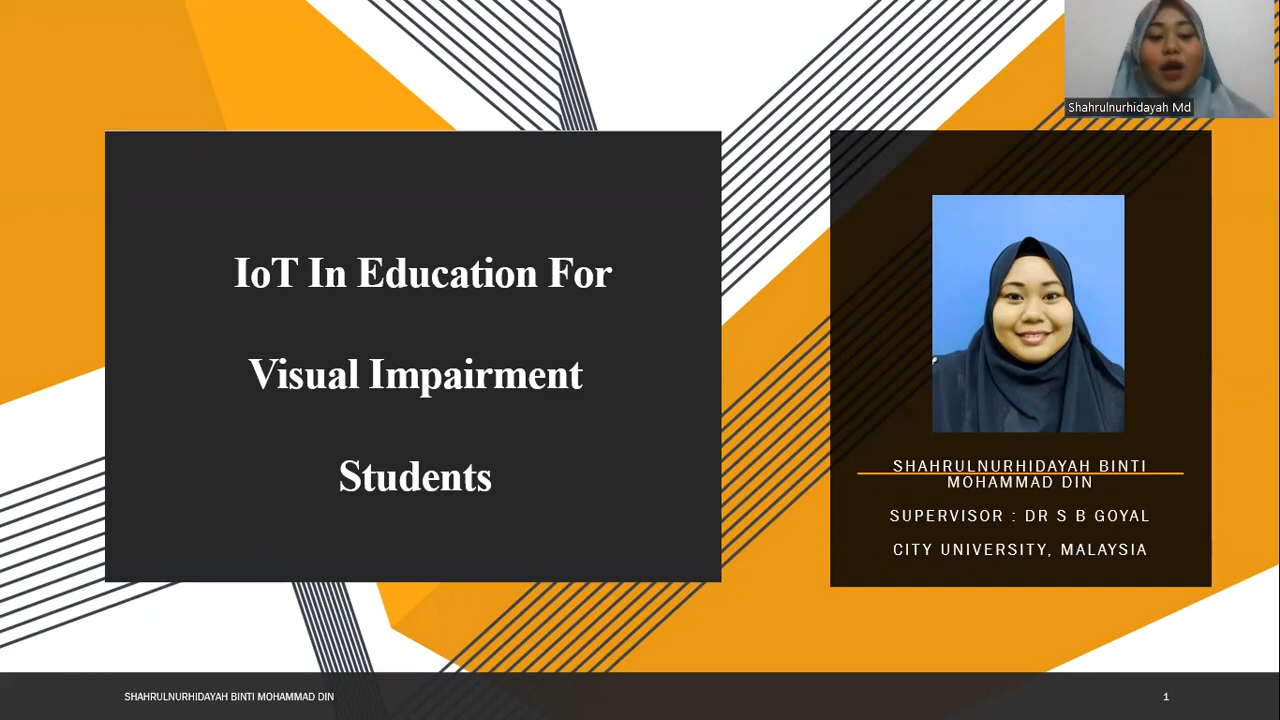 Shahrulnurhidayah Md
IoT In Education For
Visual Impairment
Students
SHAHRULNURHIDAYAH BINTI
MOHAMMAD DIN
SUPERVISOR : DR S B GOYAL
CITY UNIVERSITY, MALAYSIA
SHAHRULNURHIDAYAH BINTI MOHAMMAD DIN
1